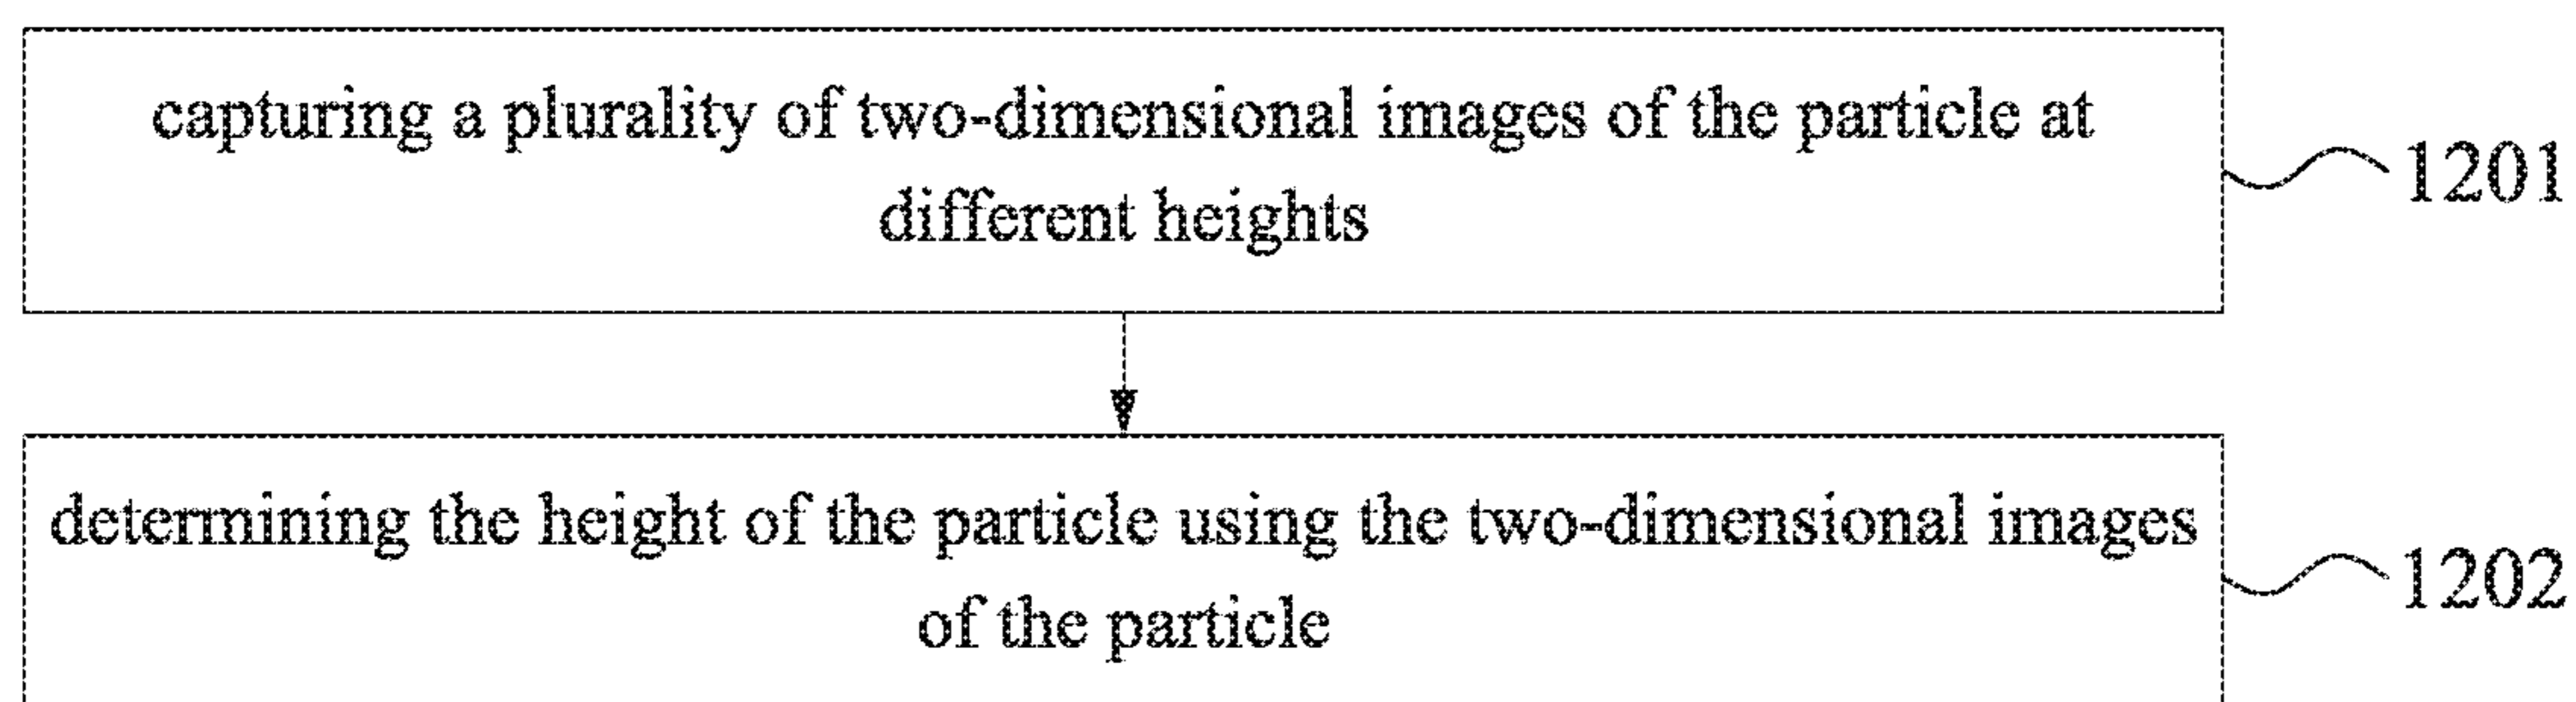 capturing a plurality of two-dimensional images of the particle at
different heights
1201
determining the height of the particle using the two-dimensional images
of the particle
1202